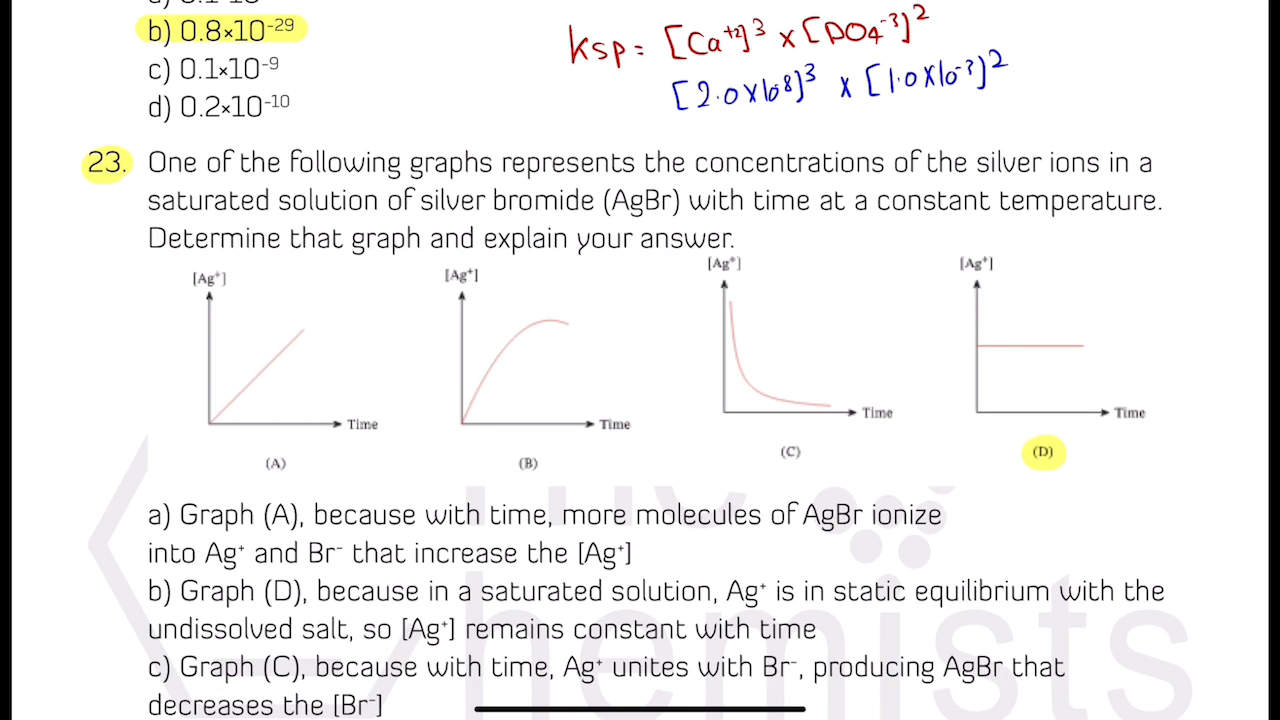 b) 0.8×10⁻²⁹
c) 0.1×10⁻⁹
d) 0.2×10⁻¹⁰
Ksp = [Ca⁺²]³ × [PO₄⁻³]²
[2.0×10⁻⁸]³ × [1.0×10⁻³]²
23. One of the following graphs represents the concentrations of the silver ions in a
saturated solution of silver bromide (AgBr) with time at a constant temperature.
Determine that graph and explain your answer.
[Ag⁺] [Ag⁺] [Ag⁺] [Ag⁺]
Time Time Time Time
(A) (B) (C) (D)
a) Graph (A), because with time, more molecules of AgBr ionize
into Ag⁺ and Br⁻ that increase the [Ag⁺]
b) Graph (D), because in a saturated solution, Ag⁺ is in static equilibrium with the
undissolved salt, so [Ag⁺] remains constant with time
c) Graph (C), because with time, Ag⁺ unites with Br⁻, producing AgBr that
decreases the [Br⁻]
hemists